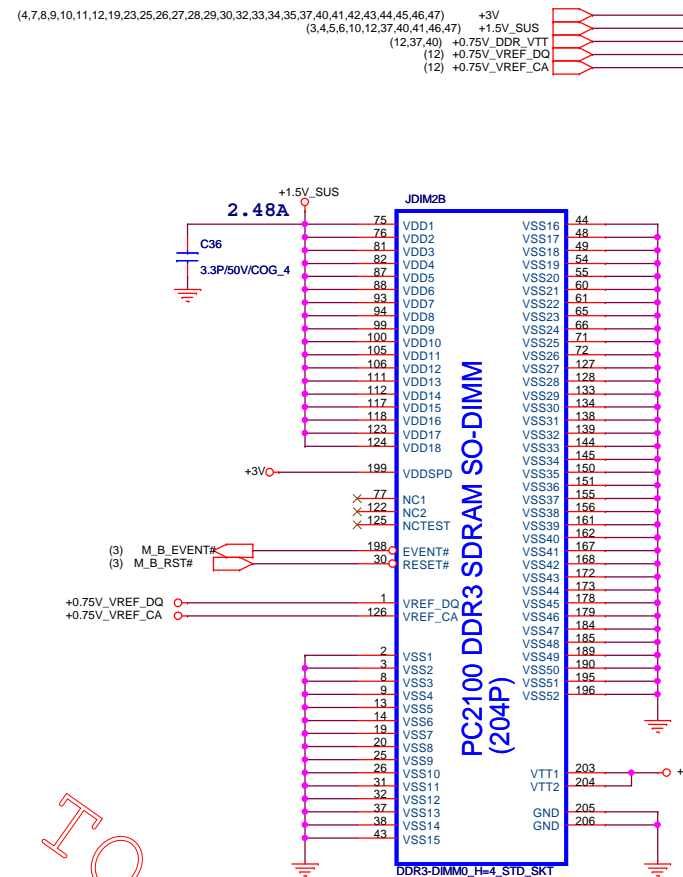 (4,7,8,9,10,11,12,19,23,25,26,27,28,29,30,32,33,34,35,37,40,41,42,43,44,45,46,47) +3V
(3,4,5,6,10,12,37,40,41,46,47) +1.5V_SUS
(12,37,40) +0.75V_DDR_VTT
(12) +0.75V_VREF_DQ
(12) +0.75V_VREF_CA
+1.5V_SUS
2.48A
JDIM2B
C36
3.3P/50V/COG_4
75 VDD1 VSS16 44
76 VDD2 VSS17 48
81 VDD3 VSS18 49
82 VDD4 VSS19 54
87 VDD5 VSS20 55
88 VDD6 VSS21 60
93 VDD7 VSS22 61
94 VDD8 VSS23 65
99 VDD9 VSS24 66
100 VDD10 VSS25 71
105 VDD11 VSS26 72
106 VDD12 VSS27 127
111 VDD13 VSS28 128
112 VDD14 VSS29 133
117 VDD15 VSS30 134
118 VDD16 VSS31 138
123 VDD17 VSS32 139
124 VDD18 VSS33 144
VSS34 145
+3V 199 VDDSPD VSS35 150
VSS36 151
77 NC1 VSS37 155
122 NC2 VSS38 156
125 NCTEST VSS39 161
VSS40 162
(3) M_B_EVENT# 198 EVENT# VSS41 167
(3) M_B_RST# 30 RESET# VSS42 168
VSS43 172
VSS44 173
+0.75V_VREF_DQ 1 VREF_DQ VSS45 178
+0.75V_VREF_CA 126 VREF_CA VSS46 179
VSS47 184
VSS48 185
2 VSS1 VSS49 189
3 VSS2 VSS50 190
8 VSS3 VSS51 195
9 VSS4 VSS52 196
13 VSS5
14 VSS6
19 VSS7
20 VSS8
25 VSS9
26 VSS10 VTT1 203
31 VSS11 VTT2 204 +
32 VSS12
37 VSS13 GND 205
38 VSS14 GND 206
43 VSS15
PC2100 DDR3 SDRAM SO-DIMM
(204P)
DDR3-DIMM0_H=4_STD_SKT
TO